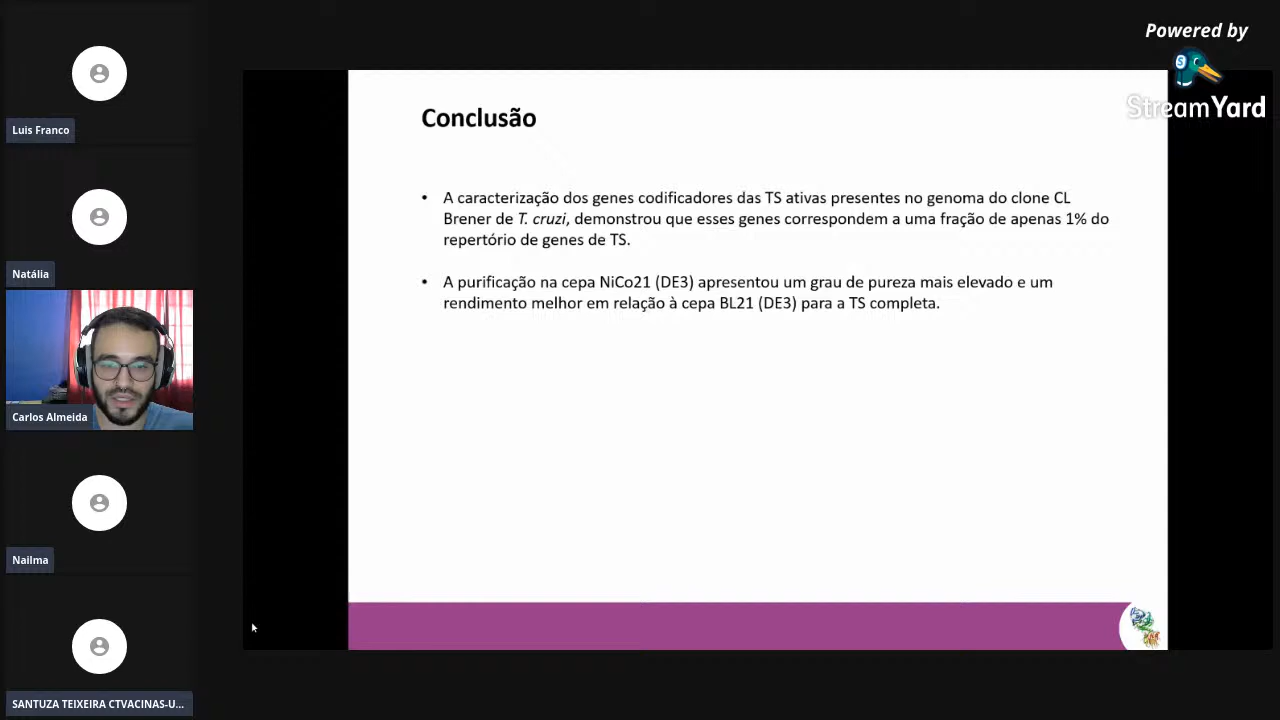 Powered by
StreamYard
Luis Franco
Natália
Carlos Almeida
Nailma
SANTUZA TEIXEIRA CTVACINAS-U...
Conclusão
• A caracterização dos genes codificadores das TS ativas presentes no genoma do clone CL
Brener de T. cruzi, demonstrou que esses genes correspondem a uma fração de apenas 1% do
repertório de genes de TS.
• A purificação na cepa NiCo21 (DE3) apresentou um grau de pureza mais elevado e um
rendimento melhor em relação à cepa BL21 (DE3) para a TS completa.